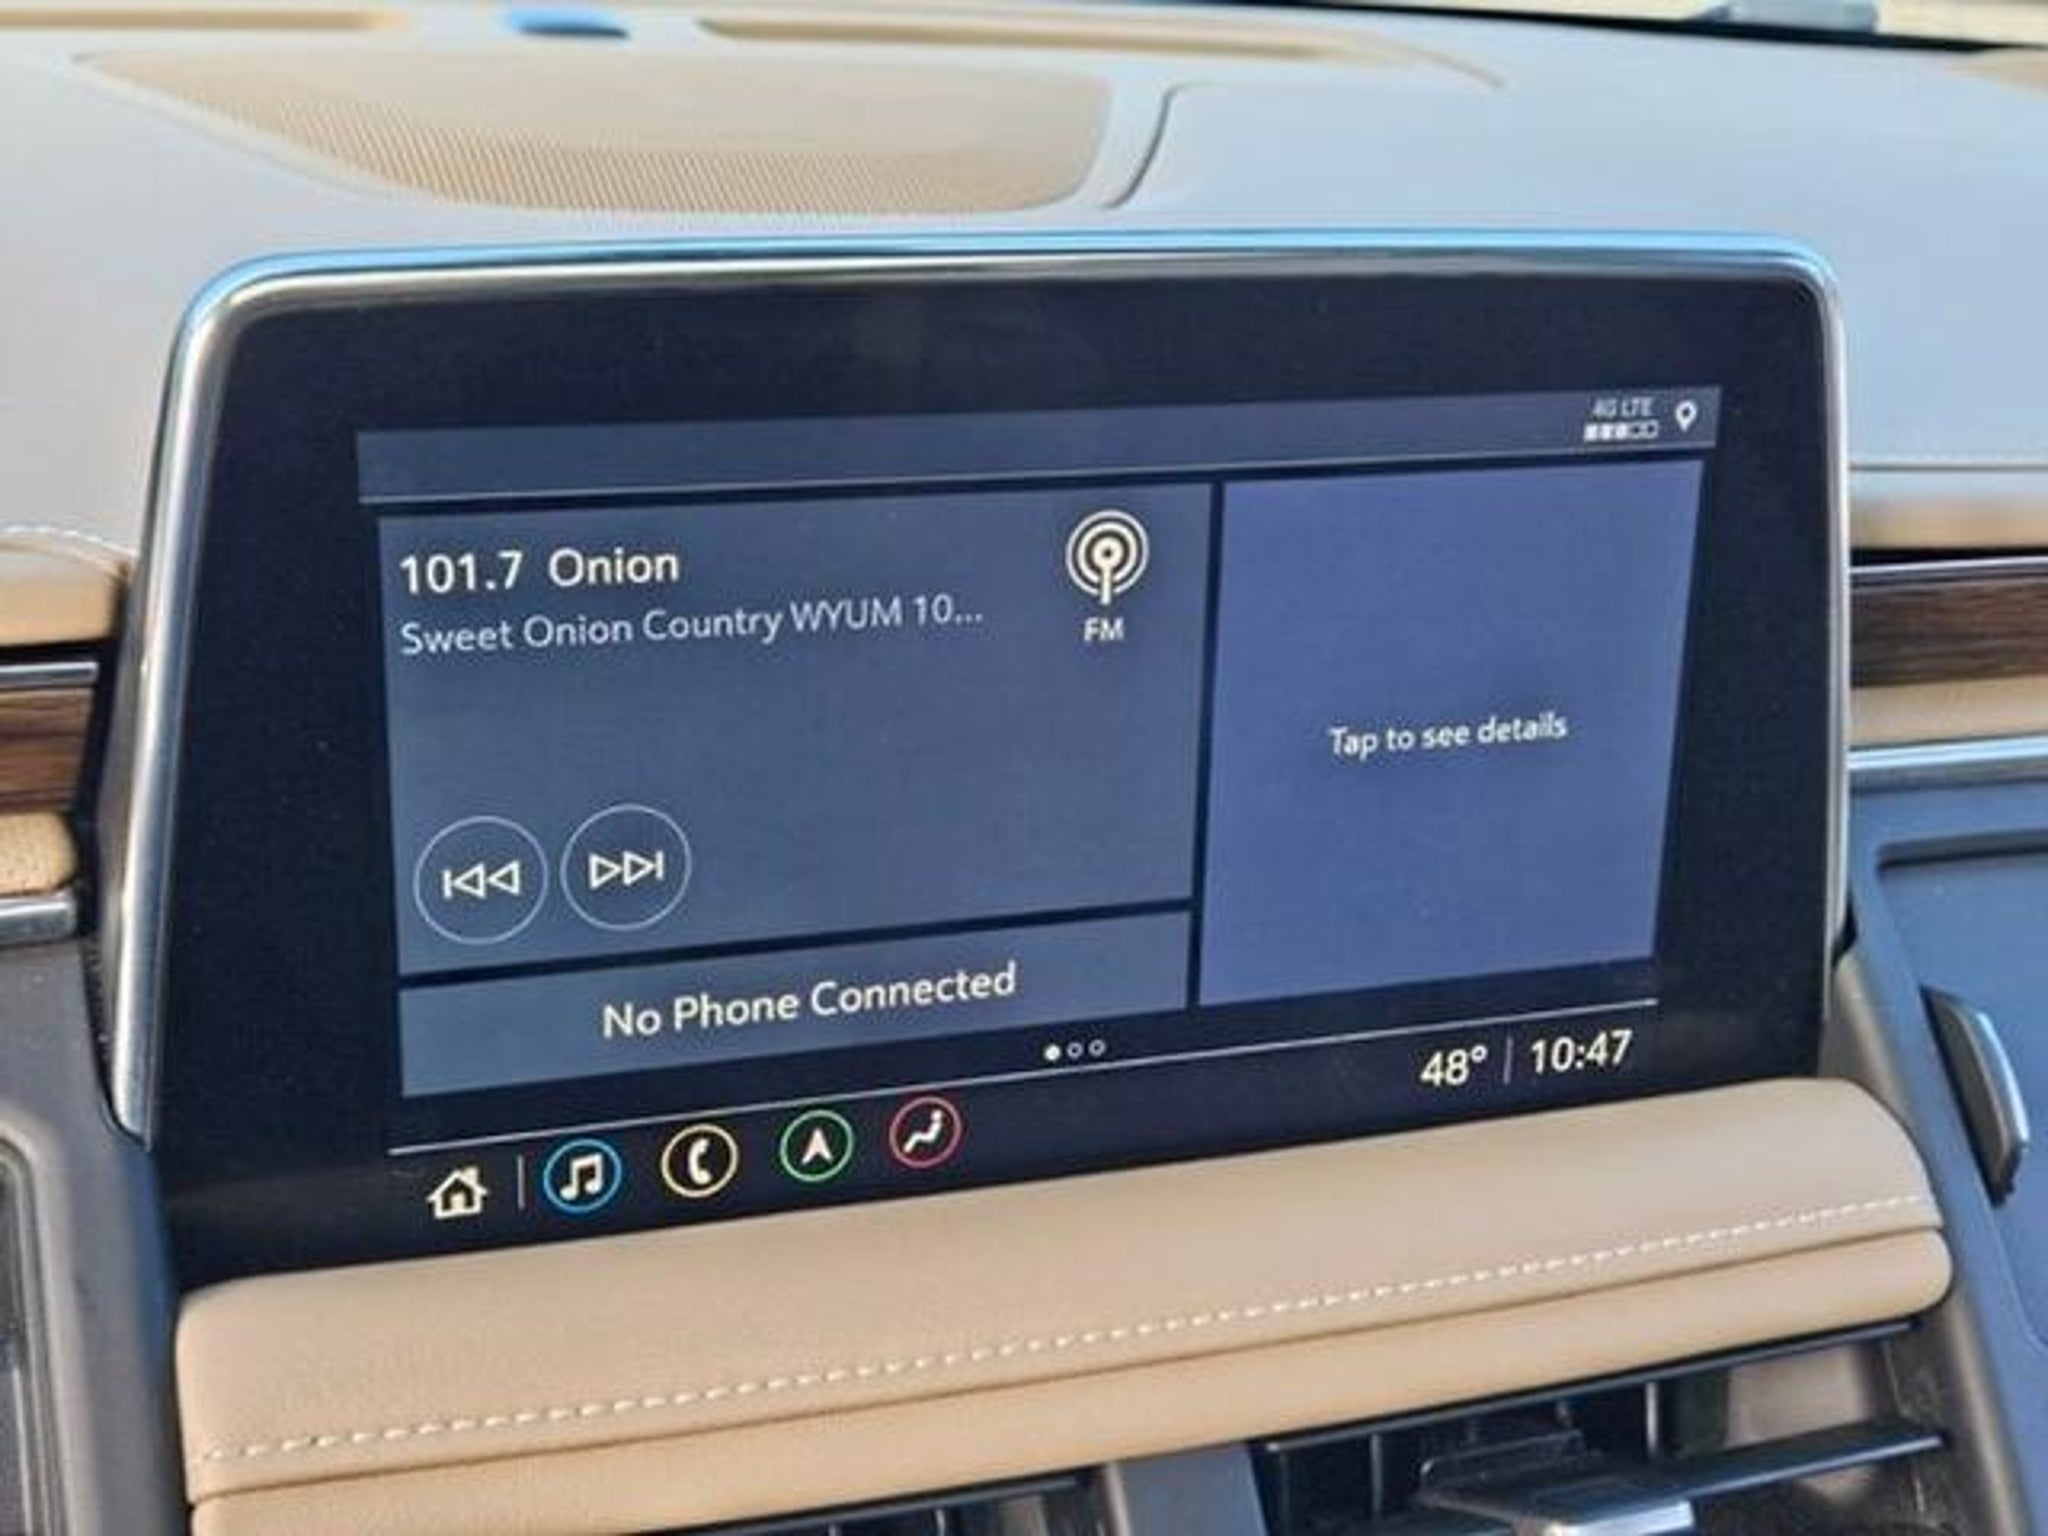 4G LTE
101.7 Onion
Sweet Onion Country WYUM 10...
FM
Tap to see details
No Phone Connected
48° 10:47